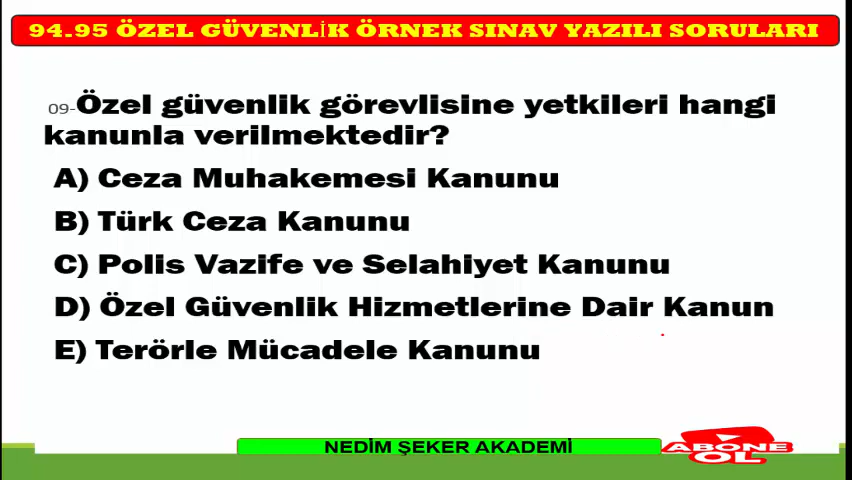 94.95 ÖZEL GÜVENLİK ÖRNEK SINAV YAZILI SORULARI
09-Özel güvenlik görevlisine yetkileri hangi
kanunla verilmektedir?
A) Ceza Muhakemesi Kanunu
B) Türk Ceza Kanunu
C) Polis Vazife ve Selahiyet Kanunu
D) Özel Güvenlik Hizmetlerine Dair Kanun
E) Terörle Mücadele Kanunu
NEDİM ŞEKER AKADEMİ
ABONE
OL